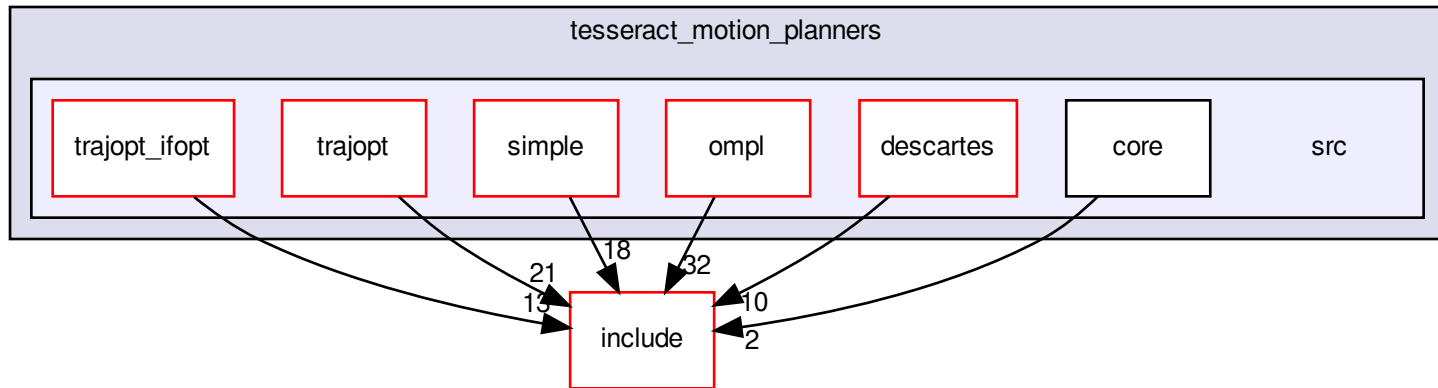 tesseract_motion_planners
trajopt_ifopt
trajopt
simple
ompl
descartes
core
src
18
32
21
13
10
2
include